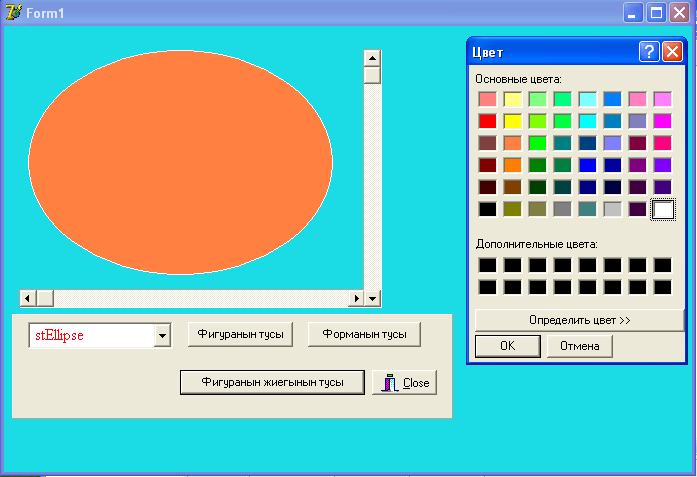 Form1
Цвет
Основные цвета:
Дополнительные цвета:
Определить цвет >>
OK
Отмена
stEllipse
Фигуранын тусы
Форманын тусы
Фигуранын жиегынын тусы
Close